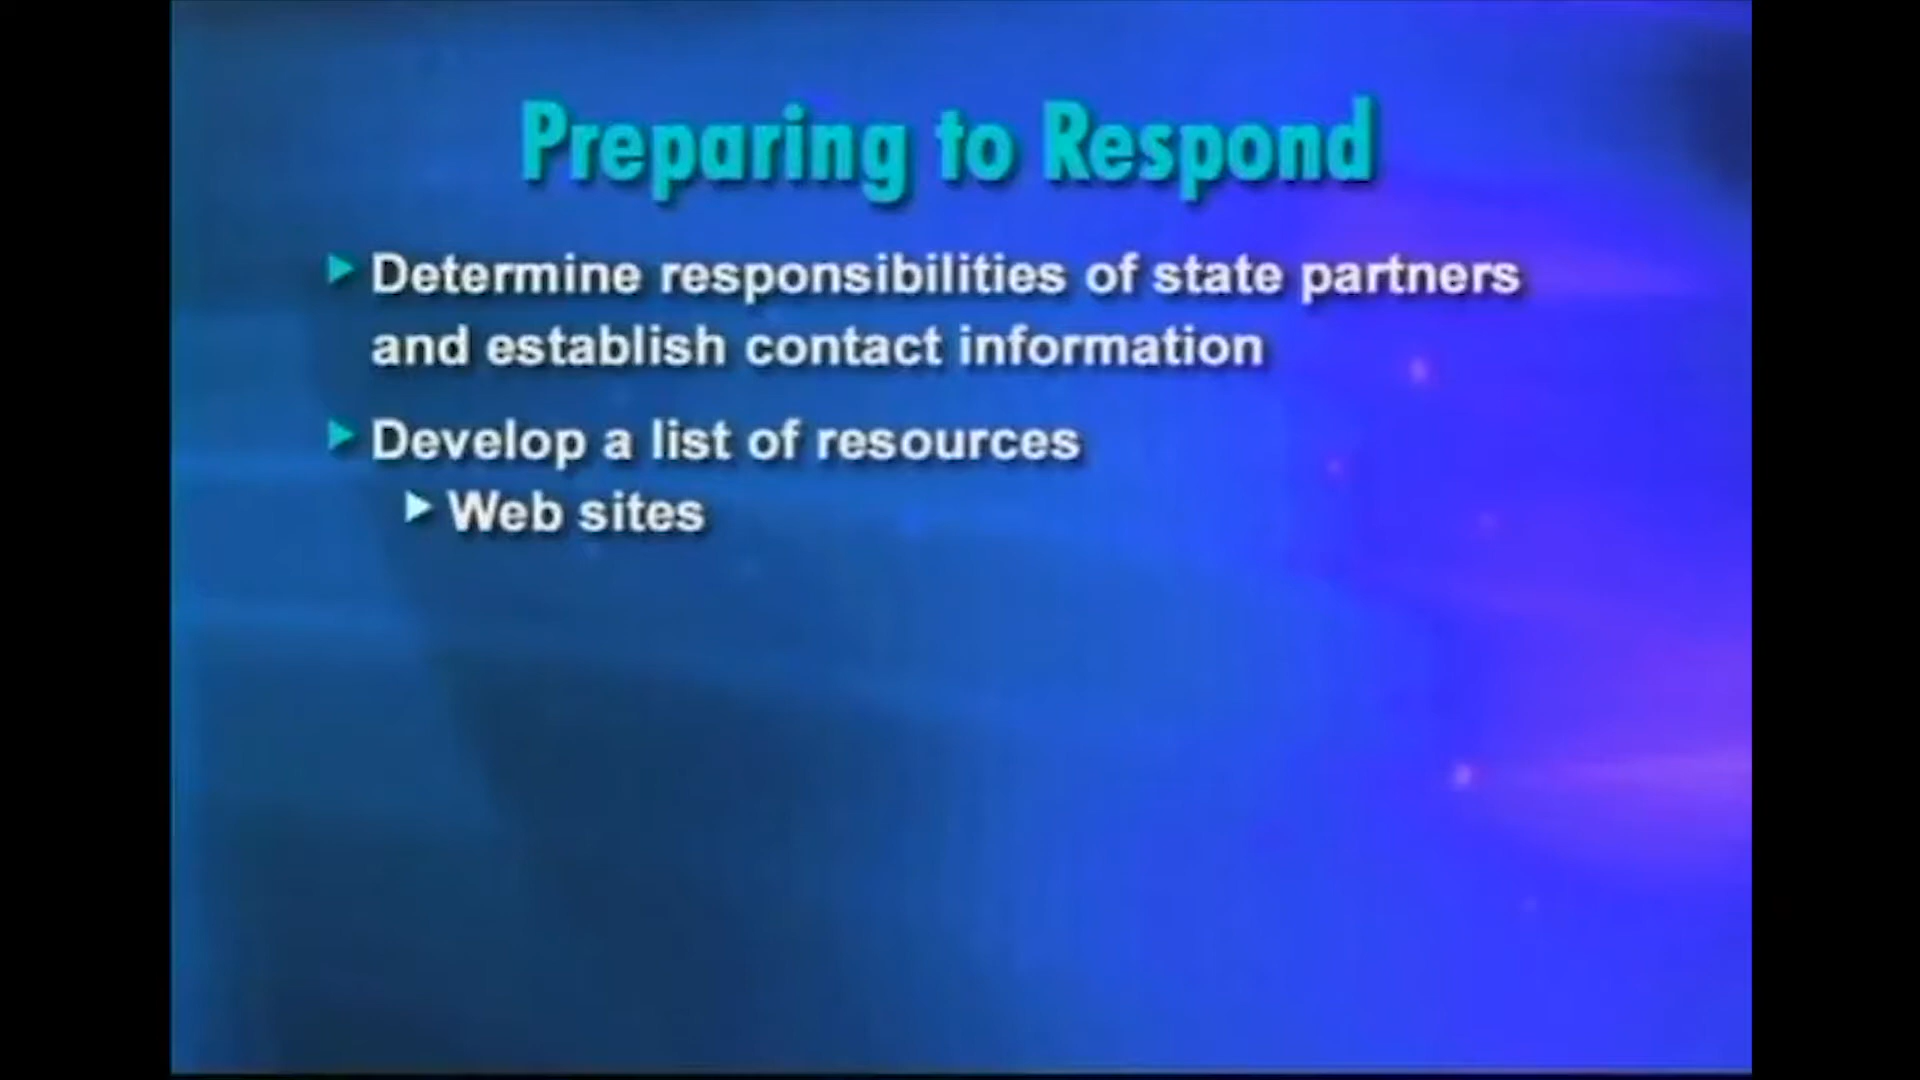 Preparing to Respond
Determine responsibilities of state partners
and establish contact information
Develop a list of resources
Web sites